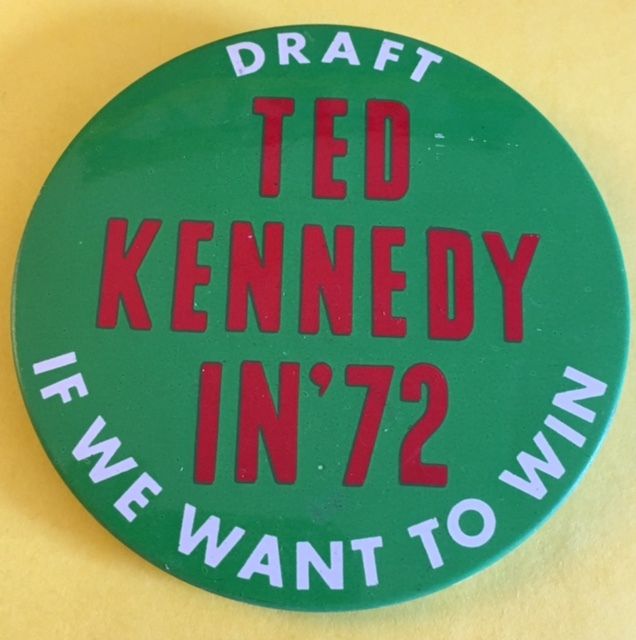 DRAFT
TED
KENNEDY
IN '72
IF WE WANT TO WIN